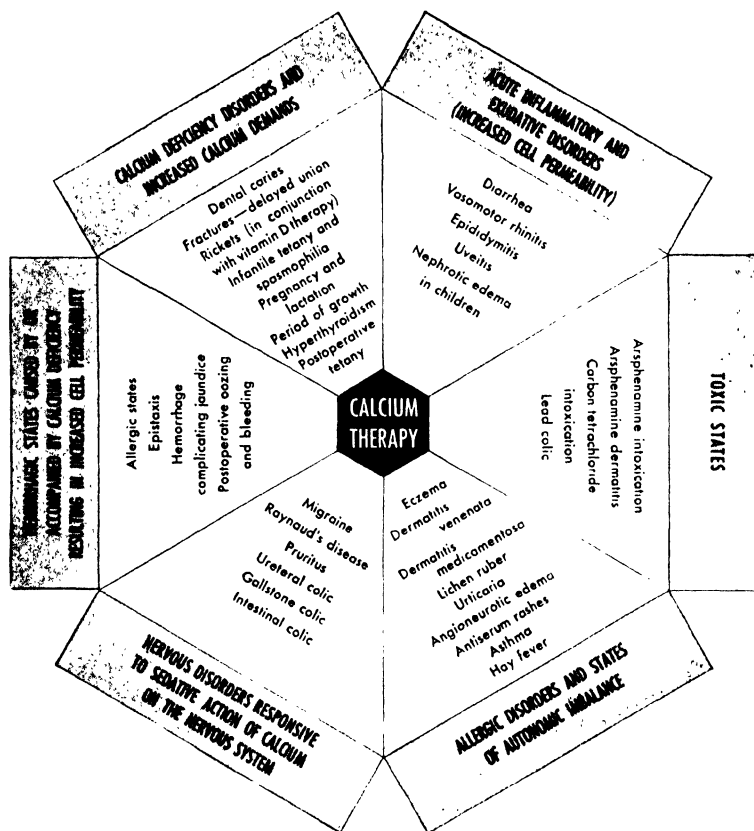 CALCIUM DEFICIENCY DISORDERS AND
INCREASED CALCIUM DEMANDS
Dental caries
Fractures—delayed union
Rickets (in conjunction
with vitamin D therapy)
Infantile tetany and
spasmophilia
Pregnancy and
lactation
Period of growth
Hyperthyroidism
Postoperative
tetany
ACUTE INFLAMMATORY AND
EXUDATIVE DISORDERS
(INCREASED CELL PERMEABILITY)
Diarrhea
Vasomotor rhinitis
Epididymitis
Uveitis
Nephrotic edema
in children
TOXIC STATES
Arsphenamine intoxication
Arsphenamine dermatitis
Carbon tetrachloride
intoxication
Lead colic
ALLERGIC DISORDERS AND STATES
OF AUTONOMIC IMBALANCE
Eczema
Dermatitis
venenata
Dermatitis
medicamentosa
Lichen ruber
Urticaria
Angioneurotic edema
Antiserum rashes
Asthma
Hay fever
NERVOUS DISORDERS RESPONSIVE
TO SEDATIVE ACTION OF CALCIUM
ON THE NERVOUS SYSTEM
Migraine
Raynaud's disease
Pruritus
Ureteral colic
Gallstone colic
Intestinal colic
HEMORRHAGIC STATES CAUSED BY OR
ACCOMPANIED BY CALCIUM DEFICIENCY
RESULTING IN INCREASED CELL PERMEABILITY
Allergic states
Epistaxis
Hemorrhage
complicating jaundice
Postoperative oozing
and bleeding
CALCIUM
THERAPY